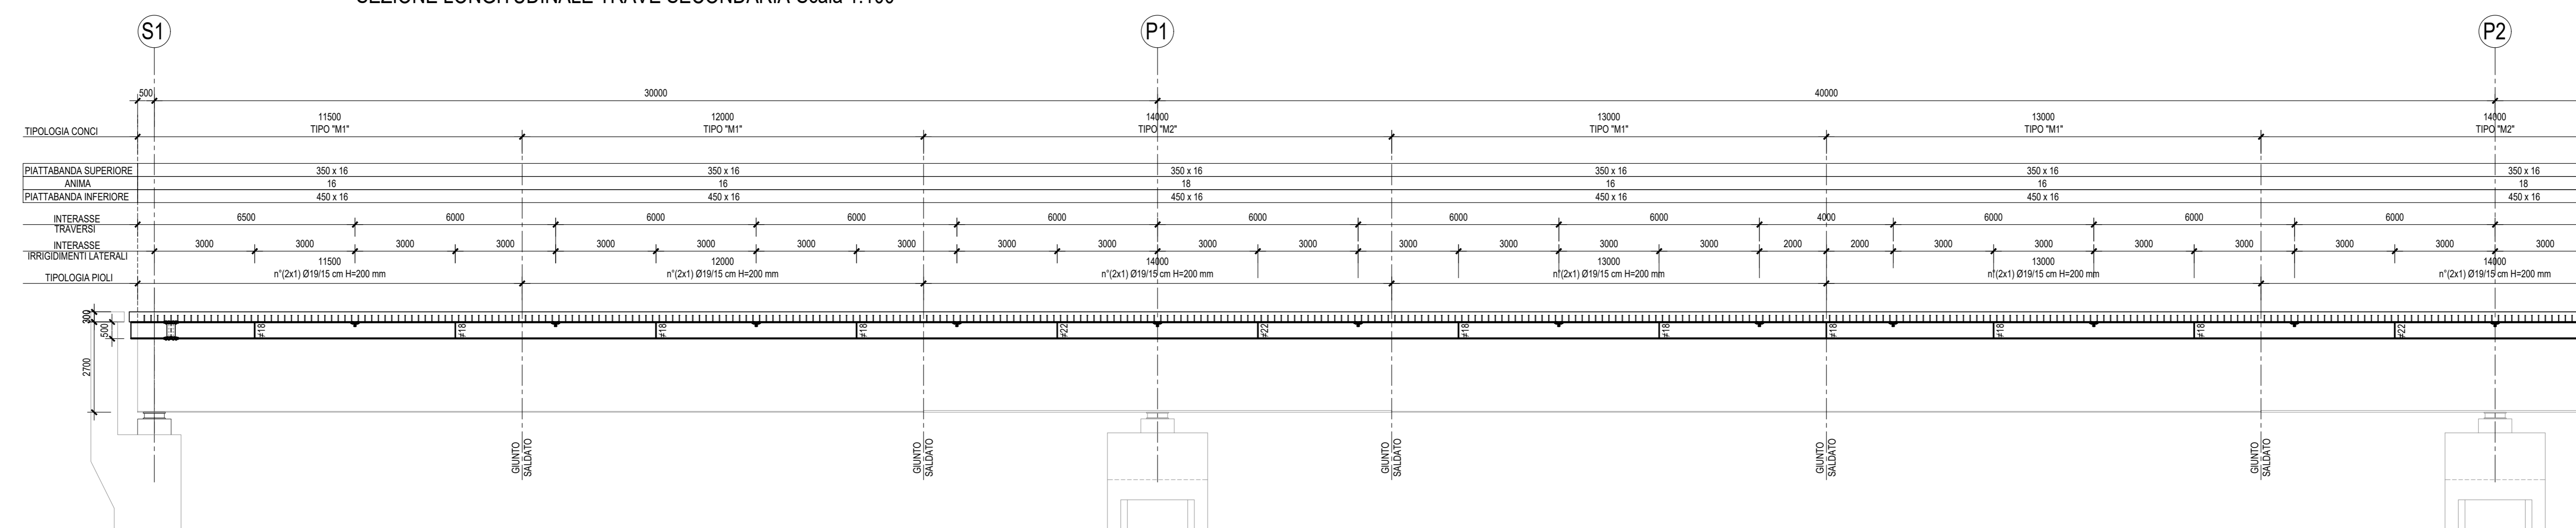 SEZIONE LONGITUDINALE TRAVE SECONDARIA Scala 1:100
S1 P1 P2
500 30000 40000
11500 12000 14000 13000 13000 14000
TIPOLOGIA CONCI TIPO "M1" TIPO "M1" TIPO "M2" TIPO "M1" TIPO "M1" TIPO "M2"
PIATTABANDA SUPERIORE 350 x 16 350 x 16 350 x 16 350 x 16 350 x 16 350 x 16
ANIMA 16 16 18 16 16 18
PIATTABANDA INFERIORE 450 x 16 450 x 16 450 x 16 450 x 16 450 x 16 450 x 16
INTERASSE TRAVERSI 6500 6000 6000 6000 6000 6000 6000 6000 4000 6000 6000 6000
INTERASSE IRRIGIDIMENTI LATERALI 3000 3000 3000 3000 3000 3000 3000 3000 3000 3000 3000 3000 3000 3000 3000 3000 2000 2000 3000 3000 3000 3000 3000 3000 3000
11500 12000 14000 13000 13000 14000
TIPOLOGIA PIOLI n°(2x1) Ø19/15 cm H=200 mm n°(2x1) Ø19/15 cm H=200 mm n°(2x1) Ø19/15 cm H=200 mm n°(2x1) Ø19/15 cm H=200 mm n°(2x1) Ø19/15 cm H=200 mm n°(2x1) Ø19/15 cm H=200 mm
300
500
2700
≠18 ≠18 ≠18 ≠18 ≠22 ≠22 ≠18 ≠18 ≠18 ≠18 ≠18 ≠22
GIUNTO SALDATO
GIUNTO SALDATO
GIUNTO SALDATO
GIUNTO SALDATO
GIUNTO SALDATO